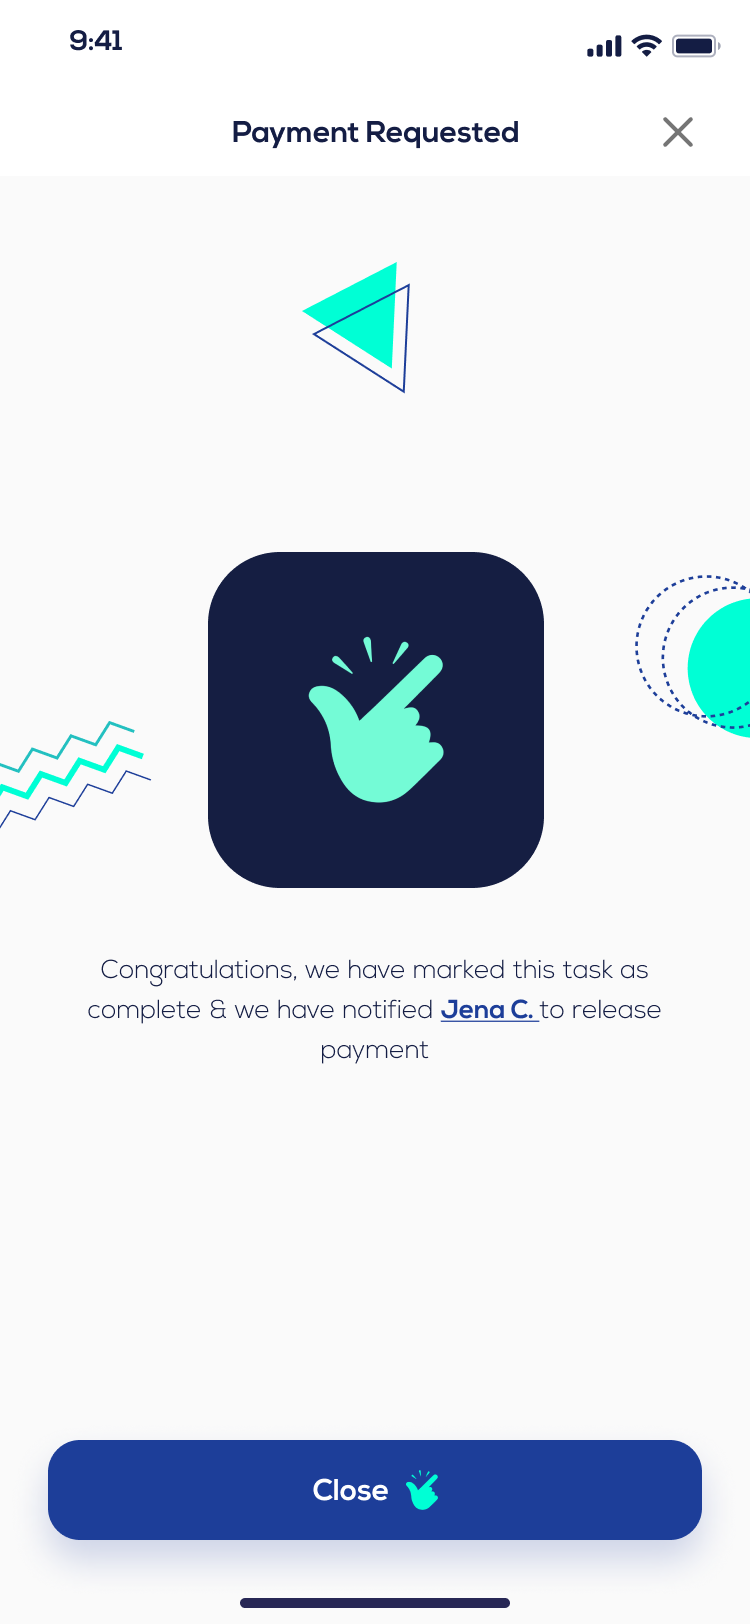 9:41
Payment Requested
Congratulations, we have marked this task as
complete & we have notified Jena C. to release
payment
Close